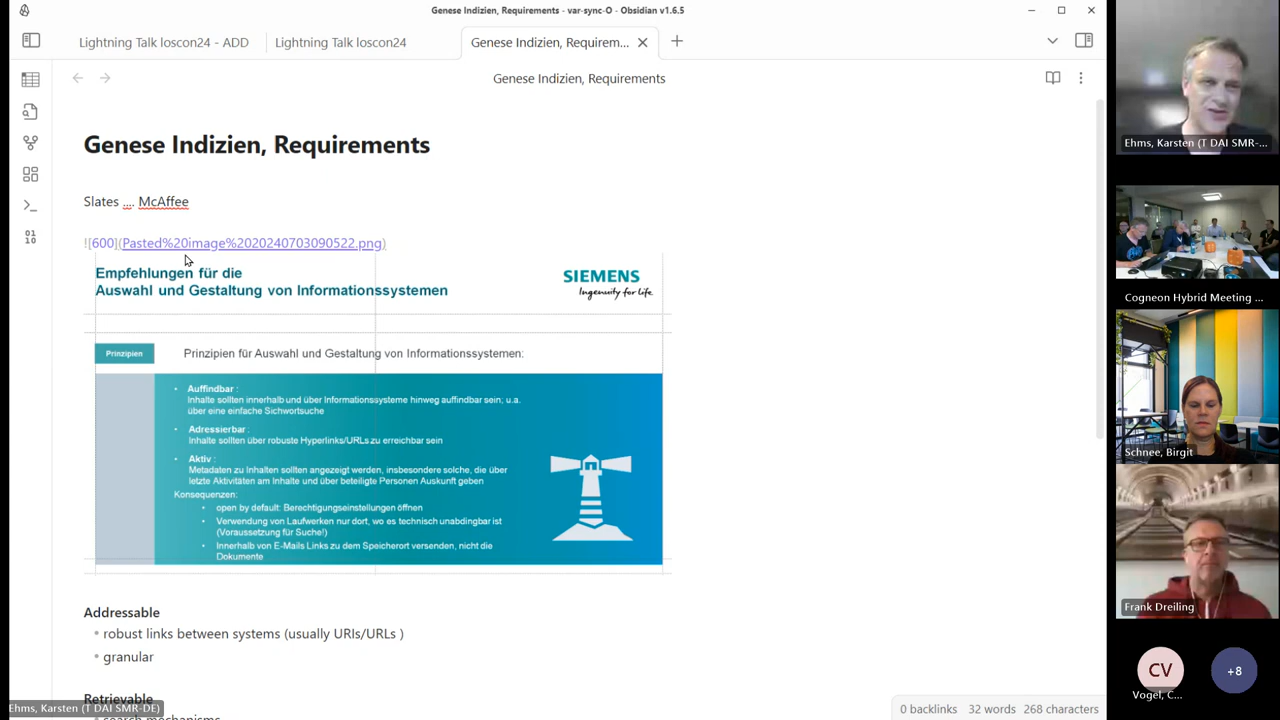 Genese Indizien, Requirements - var-sync-O - Obsidian v1.6.5
Lightning Talk loscon24 - ADD
Lightning Talk loscon24
Genese Indizien, Requirem...
Genese Indizien, Requirements
Genese Indizien, Requirements
Slates .... McAffee
![600](Pasted%20image%2020240703090522.png)
Empfehlungen für die
Auswahl und Gestaltung von Informationssystemen
SIEMENS
Ingenuity for life
Prinzipien
Prinzipien für Auswahl und Gestaltung von Informationssystemen:
• Auffindbar :
Inhalte sollten innerhalb und über Informationssysteme hinweg auffindbar sein, u.a.
über eine einfache Sichwortsuche
• Adressierbar :
Inhalte sollten über robuste Hyperlinks/URLs zu erreichbar sein
• Aktiv :
Metadaten zu Inhalten sollten angezeigt werden, insbesondere solche, die über
letzte Aktivitäten am Inhalte und über beteiligte Personen Auskunft geben
Konsequenzen:
open by default: Berechtigungseinstellungen öffnen
Verwendung von Laufwerken nur dort, wo es technisch unabdingbar ist
(Voraussetzung für Suche!)
Innerhalb von E-Mails Links zu dem Speicherort versenden, nicht die
Dokumente
Addressable
• robust links between systems (usually URIs/URLs )
• granular
Retrievable
search mechanisms
Ehms, Karsten (T DAI SMR-DE)
0 backlinks 32 words 268 characters
Ehms, Karsten (T DAI SMR-...
Cogneon Hybrid Meeting ...
Schnee, Birgit
Frank Dreiling
CV
Vogel, C...
+8